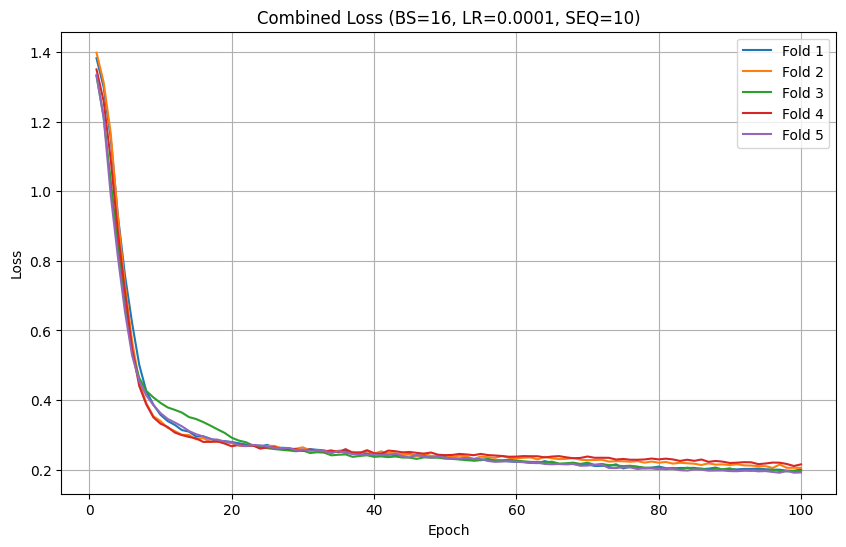 Combined Loss (BS=16, LR=0.0001, SEQ=10)
Fold 1
Fold 2
Fold 3
Fold 4
Fold 5
Loss
1.4
1.2
1.0
0.8
0.6
0.4
0.2
0 20 40 60 80 100
Epoch